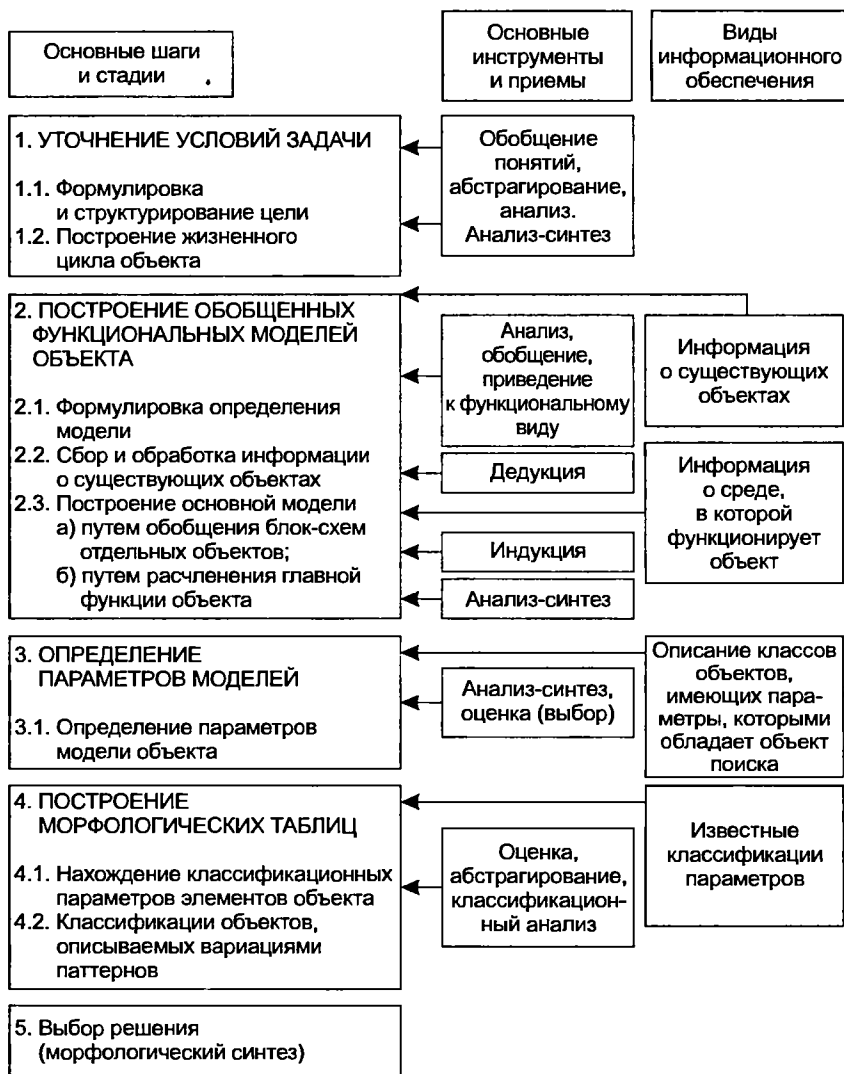 Основные шаги
и стадии
Основные
инструменты
и приемы
Виды
информационного
обеспечения
1. УТОЧНЕНИЕ УСЛОВИЙ ЗАДАЧИ
1.1. Формулировка
и структурирование цели
1.2. Построение жизненного
цикла объекта
Обобщение
понятий,
абстрагирование,
анализ.
Анализ-синтез
2. ПОСТРОЕНИЕ ОБОБЩЕННЫХ
ФУНКЦИОНАЛЬНЫХ МОДЕЛЕЙ
ОБЪЕКТА
2.1. Формулировка определения
модели
2.2. Сбор и обработка информации
о существующих объектах
2.3. Построение основной модели
а) путем обобщения блок-схем
отдельных объектов;
б) путем расчленения главной
функции объекта
Анализ,
обобщение,
приведение
к функциональному
виду
Дедукция
Индукция
Анализ-синтез
Информация
о существующих
объектах
Информация
о среде,
в которой
функционирует
объект
3. ОПРЕДЕЛЕНИЕ
ПАРАМЕТРОВ МОДЕЛЕЙ
3.1. Определение параметров
модели объекта
Анализ-синтез,
оценка (выбор)
Описание классов
объектов,
имеющих пара-
метры, которыми
обладает объект
поиска
4. ПОСТРОЕНИЕ
МОРФОЛОГИЧЕСКИХ ТАБЛИЦ
4.1. Нахождение классификационных
параметров элементов объекта
4.2. Классификации объектов,
описываемых вариациями
паттернов
Оценка,
абстрагирование,
классификацион-
ный анализ
Известные
классификации
параметров
5. Выбор решения
(морфологический синтез)